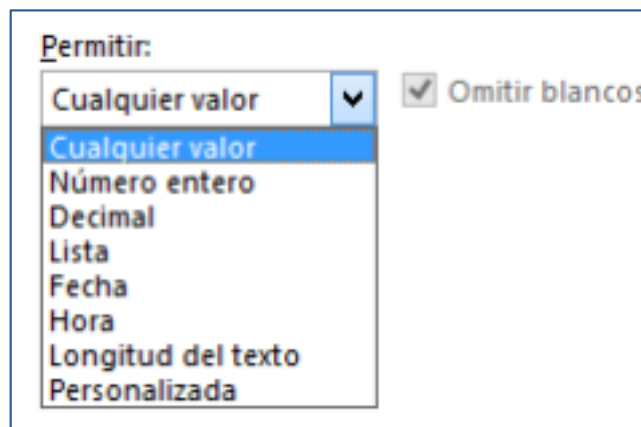 Permitir:
Cualquier valor
Omitir blancos
Cualquier valor
Número entero
Decimal
Lista
Fecha
Hora
Longitud del texto
Personalizada